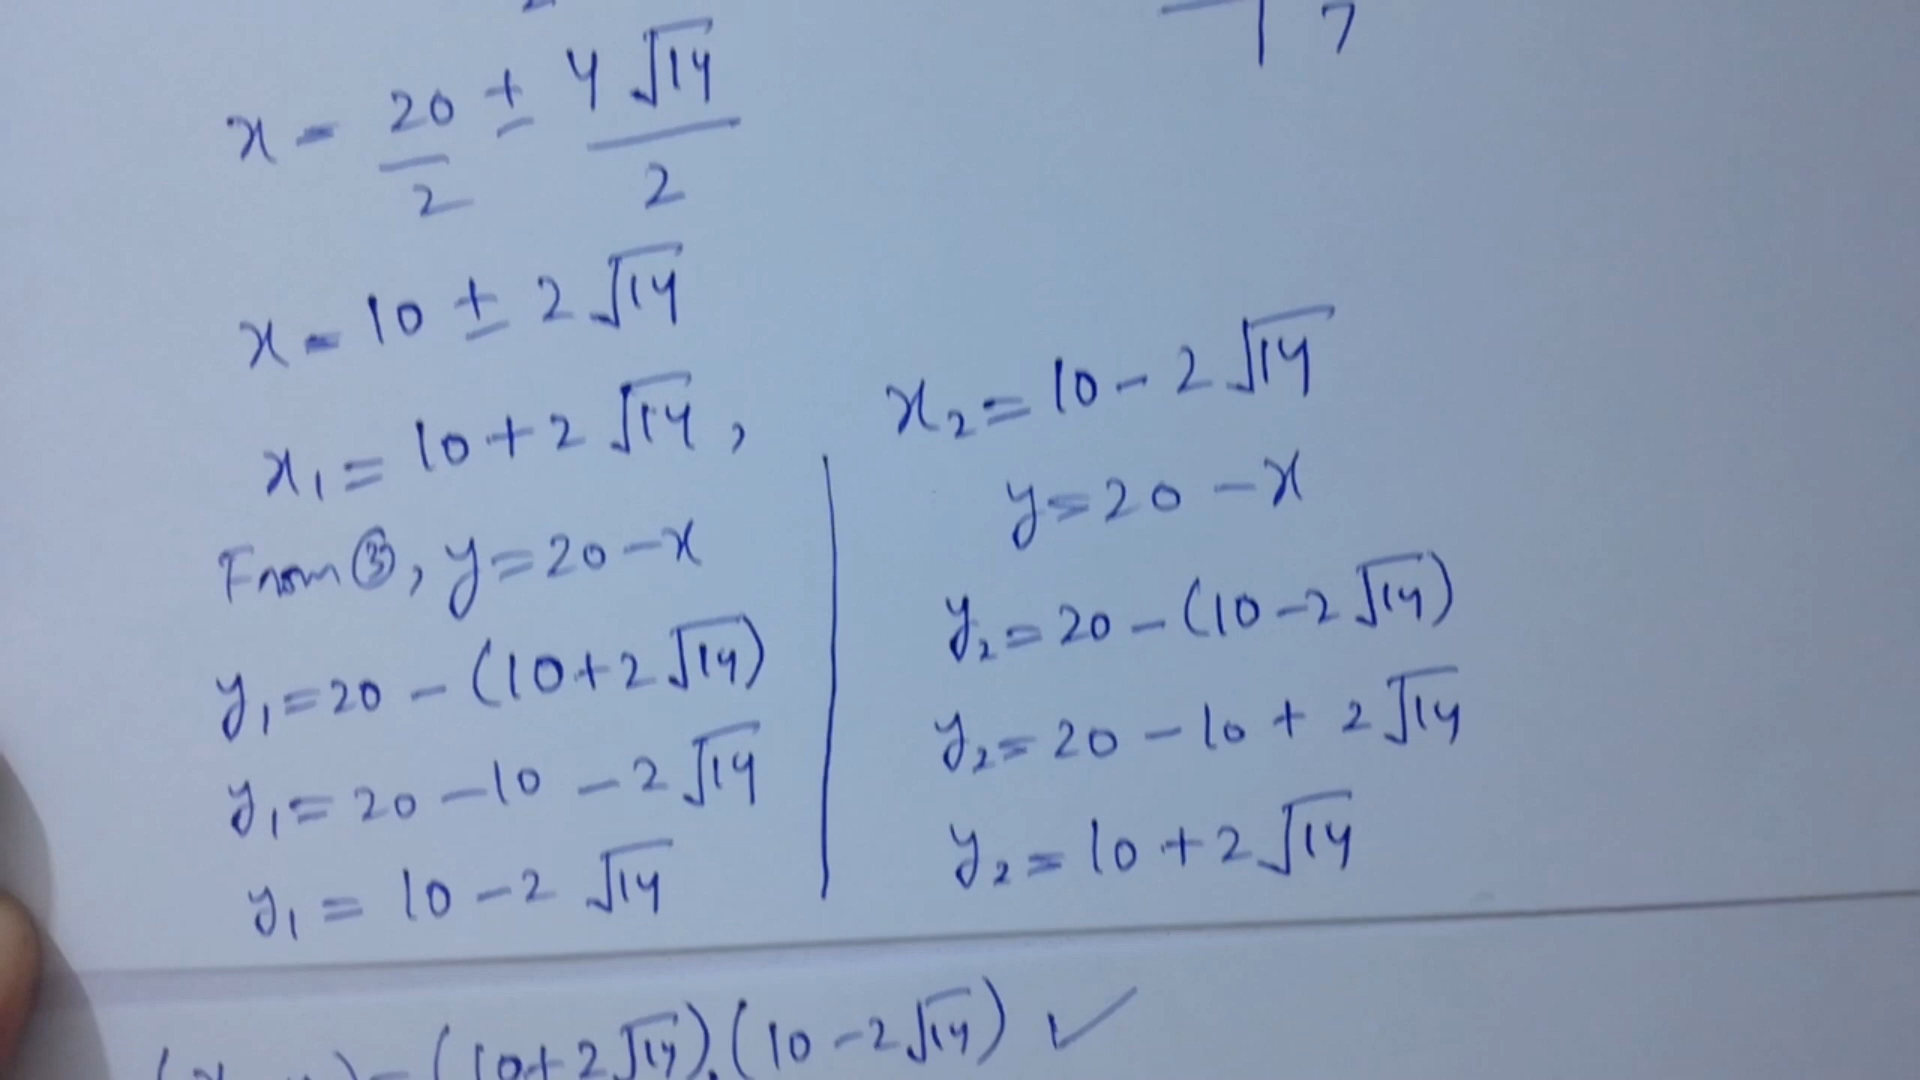 7
x = 20/2 ± 4√14/2
x = 10 ± 2√14
x₁ = 10 + 2√14,
From ③, y = 20 - x
y₁ = 20 - (10 + 2√14)
y₁ = 20 - 10 - 2√14
y₁ = 10 - 2√14
x₂ = 10 - 2√14
y = 20 - x
y₂ = 20 - (10 - 2√14)
y₂ = 20 - 10 + 2√14
y₂ = 10 + 2√14
= (10 + 2√14), (10 - 2√14) ✓